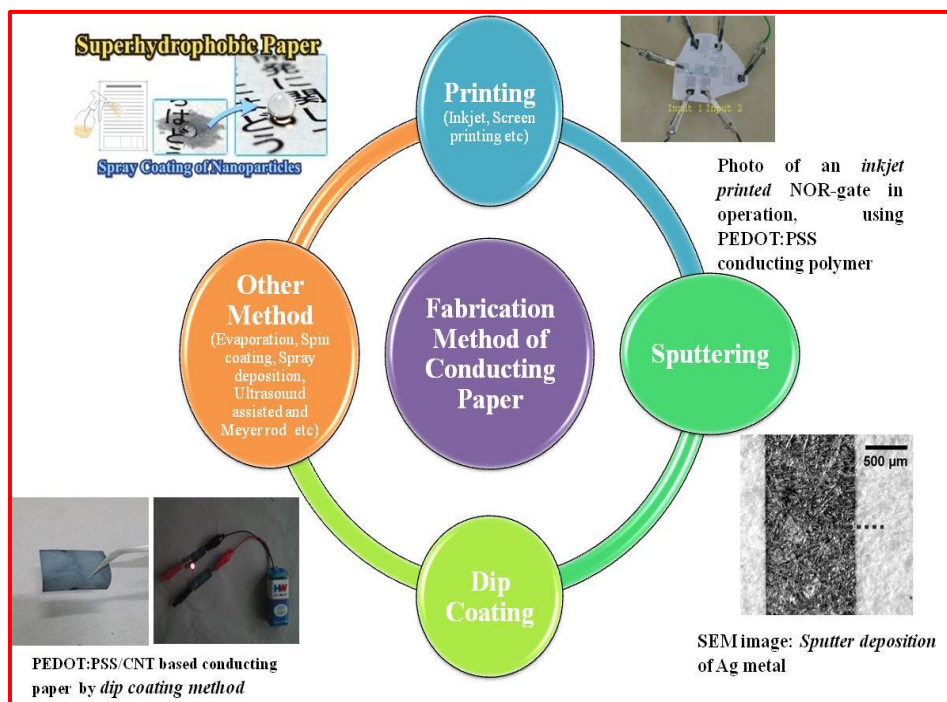 Superhydrophobic Paper
Spray Coating of Nanoparticles
Printing
(Inkjet, Screen
printing etc)
Input 1 Input 2
Photo of an inkjet
printed NOR-gate in
operation, using
PEDOT:PSS
conducting polymer
Other
Method
(Evaporation, Spin
coating, Spray
deposition,
Ultrasound
assisted and
Meyer rod etc)
Fabrication
Method of
Conducting
Paper
Sputtering
500 µm
SEM image: Sputter deposition
of Ag metal
Dip
Coating
HW
PEDOT:PSS/CNT based conducting
paper by dip coating method